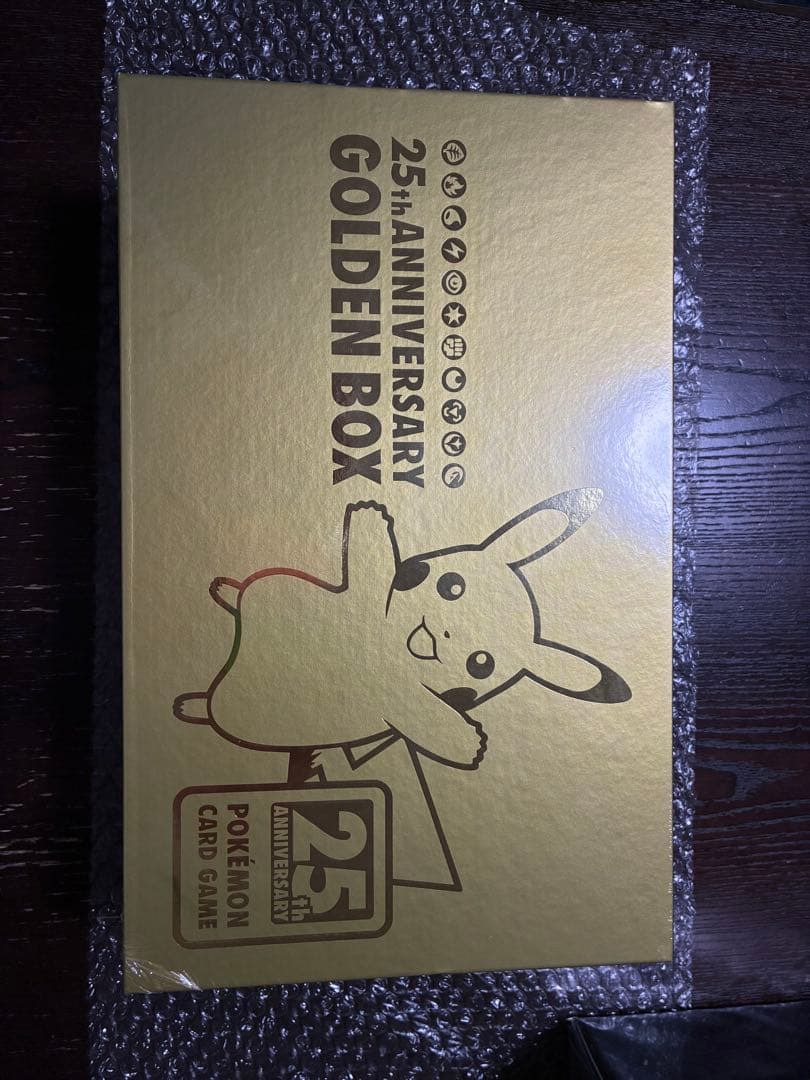 25th ANNIVERSARY
GOLDEN BOX
25th
ANNIVERSARY
POKÉMON
CARD GAME